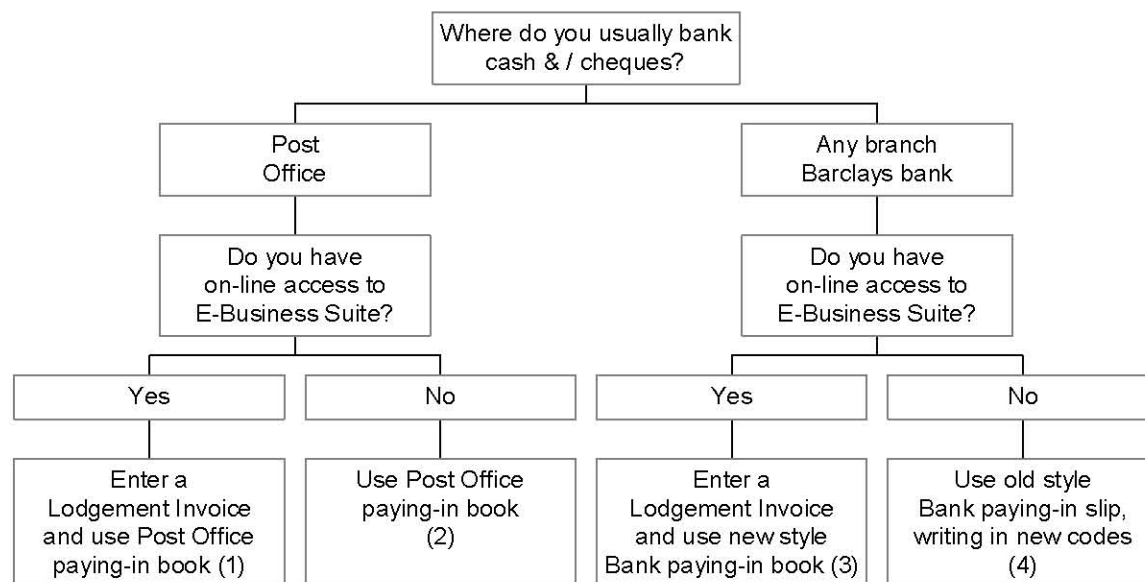 Where do you usually bank
cash & / cheques?
Post
Office
Any branch
Barclays bank
Do you have
on-line access to
E-Business Suite?
Do you have
on-line access to
E-Business Suite?
Yes
No
Yes
No
Enter a
Lodgement Invoice
and use Post Office
paying-in book (1)
Use Post Office
paying-in book
(2)
Enter a
Lodgement Invoice
and use new style
Bank paying-in book (3)
Use old style
Bank paying-in slip,
writing in new codes
(4)